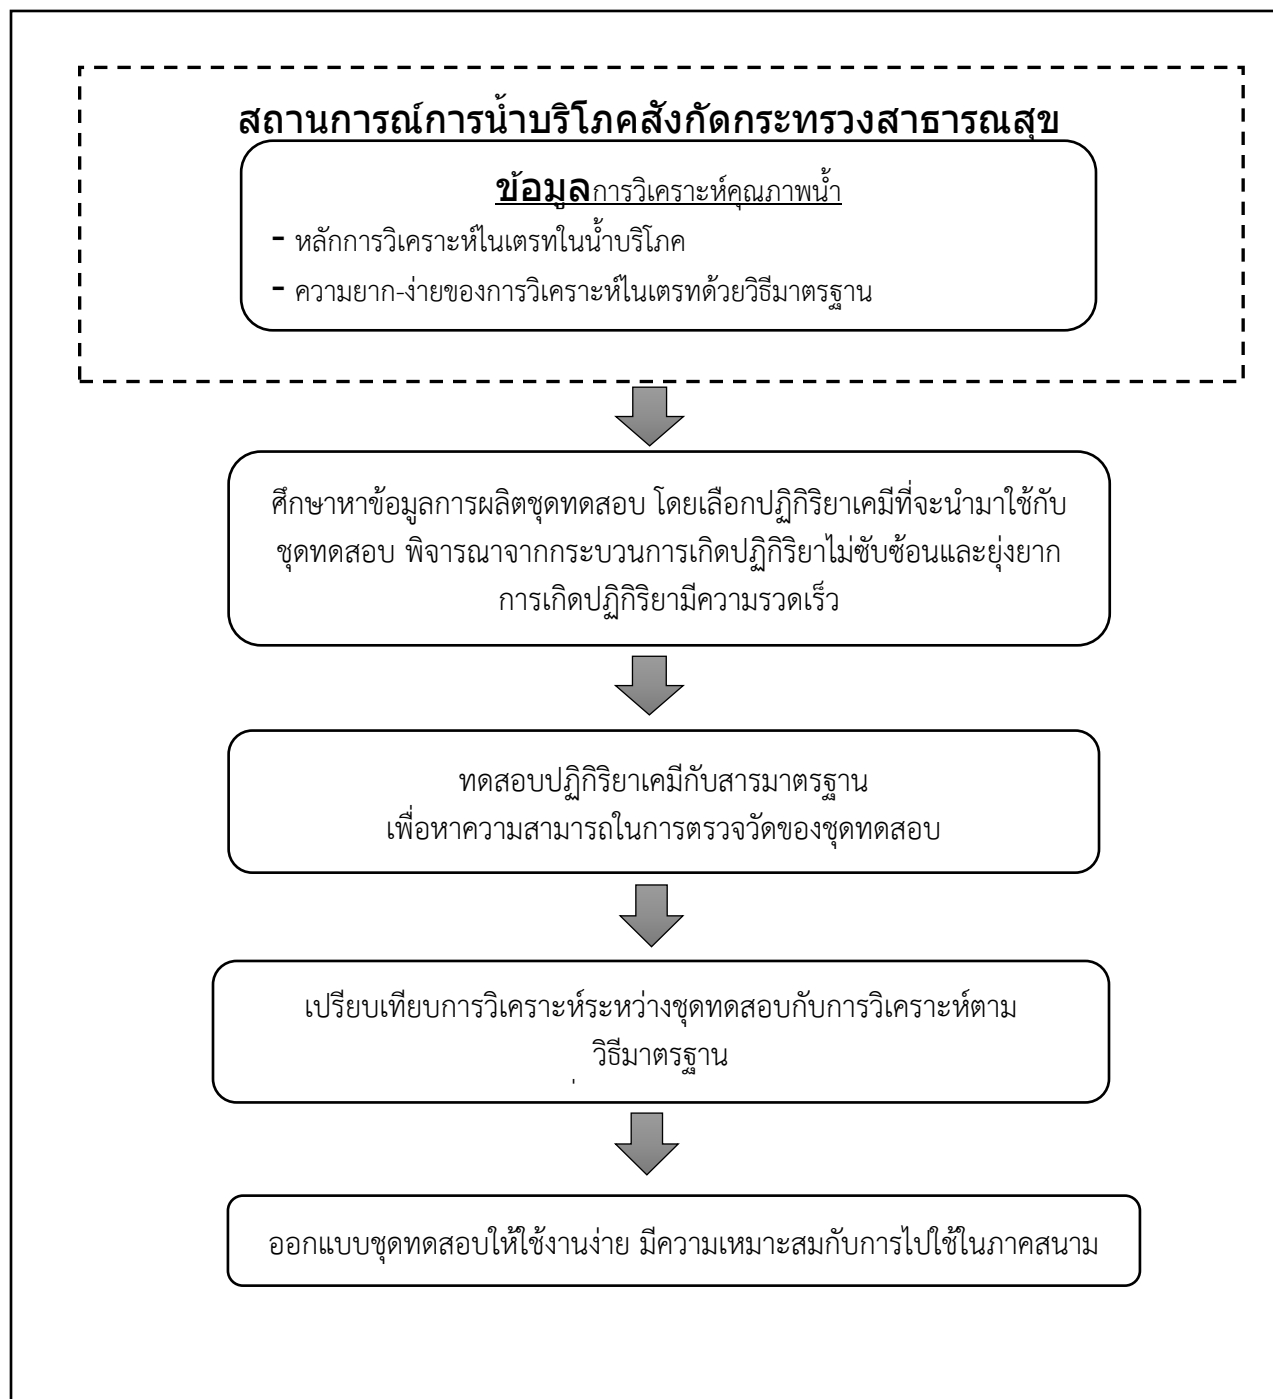 สถานการณ์การน้ำบริโภคสังกัดกระทรวงสาธารณสุข
ข้อมูลการวิเคราะห์คุณภาพน้ำ
- หลักการวิเคราะห์ไนเตรทในน้ำบริโภค
- ความยาก-ง่ายของการวิเคราะห์ไนเตรทด้วยวิธีมาตรฐาน
ศึกษาหาข้อมูลการผลิตชุดทดสอบ โดยเลือกปฏิกิริยาเคมีที่จะนำมาใช้กับ
ชุดทดสอบ พิจารณาจากกระบวนการเกิดปฏิกิริยาไม่ซับซ้อนและยุ่งยาก
การเกิดปฏิกิริยามีความรวดเร็ว
ทดสอบปฏิกิริยาเคมีกับสารมาตรฐาน
เพื่อหาความสามารถในการตรวจวัดของชุดทดสอบ
เปรียบเทียบการวิเคราะห์ระหว่างชุดทดสอบกับการวิเคราะห์ตาม
วิธีมาตรฐาน
ออกแบบชุดทดสอบให้ใช้งานง่าย มีความเหมาะสมกับการไปใช้ในภาคสนาม